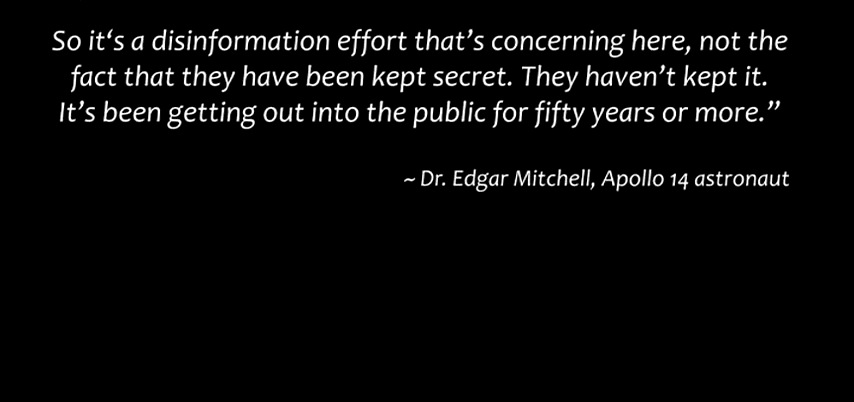 So it‘s a disinformation effort that’s concerning here, not the
fact that they have been kept secret. They haven’t kept it.
It’s been getting out into the public for fifty years or more.”
~ Dr. Edgar Mitchell, Apollo 14 astronaut